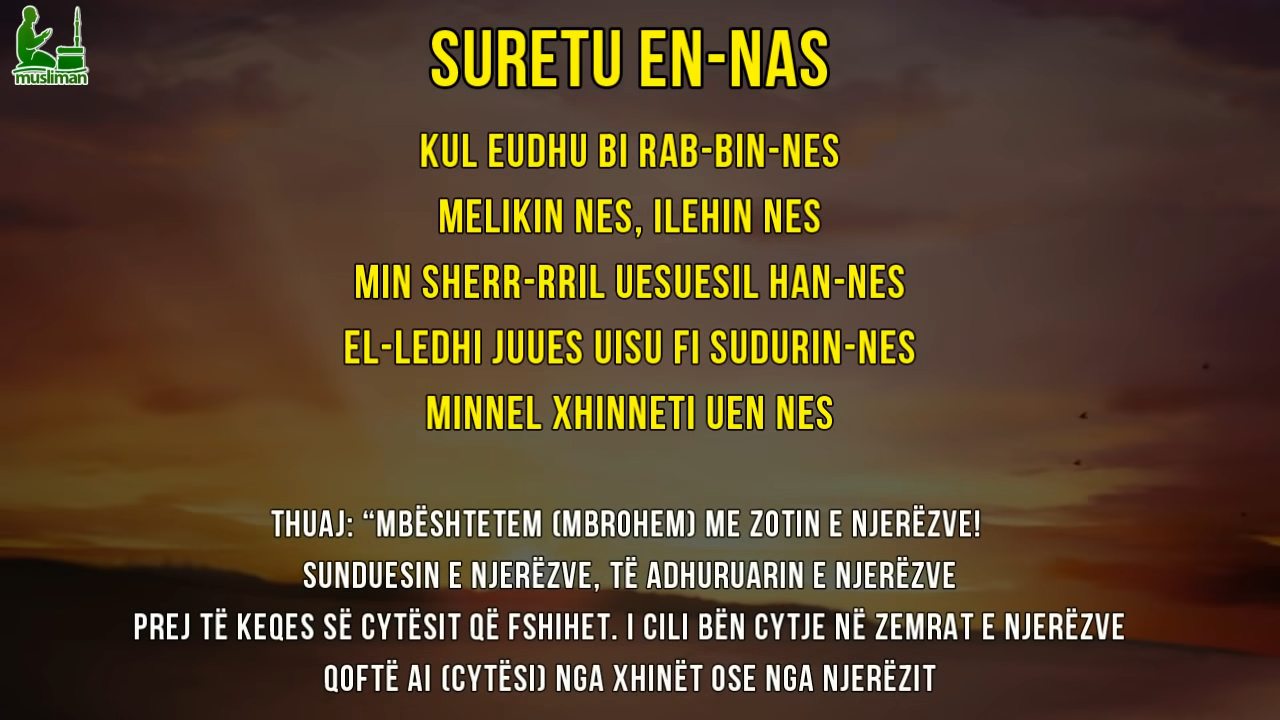 musliman
SURETU EN-NAS
KUL EUDHU BI RAB-BIN-NES
MELIKIN NES, ILEHIN NES
MIN SHERR-RRIL UESUESIL HAN-NES
EL-LEDHI JUUES UISU FI SUDURIN-NES
MINNEL XHINNETI UEN NES
THUAJ: “MBËSHTETEM (MBROHEM) ME ZOTIN E NJERËZVE!
SUNDUESIN E NJERËZVE, TË ADHURUARIN E NJERËZVE
PREJ TË KEQES SË CYTËSIT QË FSHIHET. I CILI BËN CYTJE NË ZEMRAT E NJERËZVE
QOFTË AI (CYTËSI) NGA XHINËT OSE NGA NJERËZIT